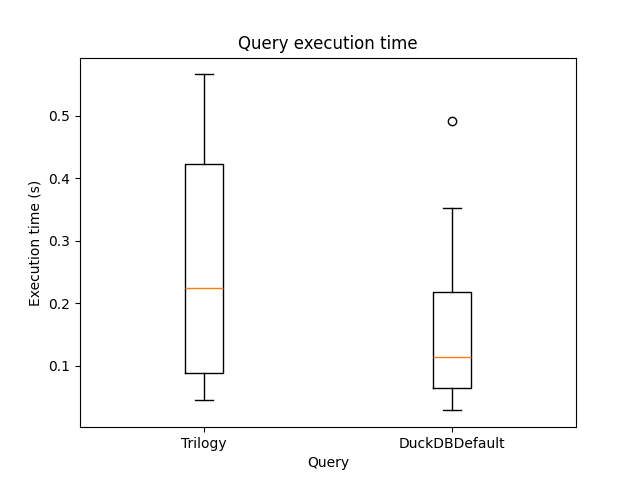 Query execution time
0.5
0.4
0.3
0.2
0.1
Execution time (s)
Trilogy
DuckDBDefault
Query